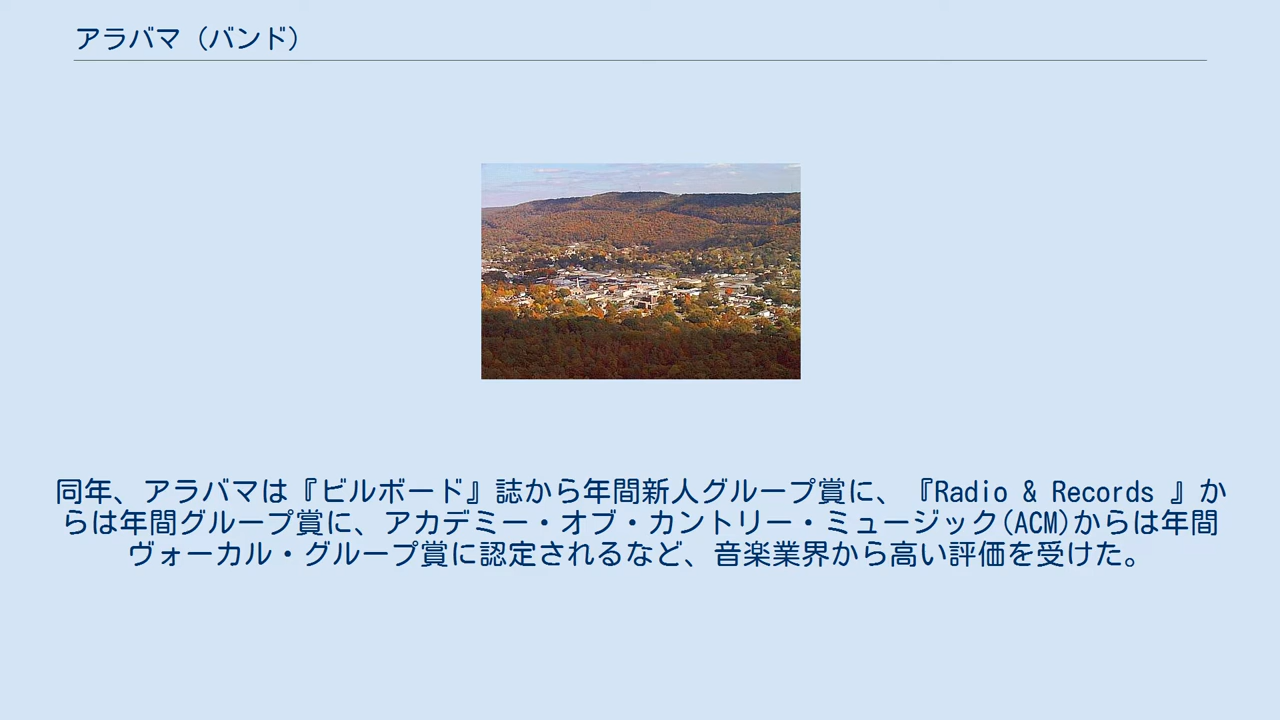 アラバマ（バンド）
同年、アラバマは『ビルボード』誌から年間新人グループ賞に、『Radio & Records 』か
らは年間グループ賞に、アカデミー・オブ・カントリー・ミュージック(ACM)からは年間
ヴォーカル・グループ賞に認定されるなど、音楽業界から高い評価を受けた。